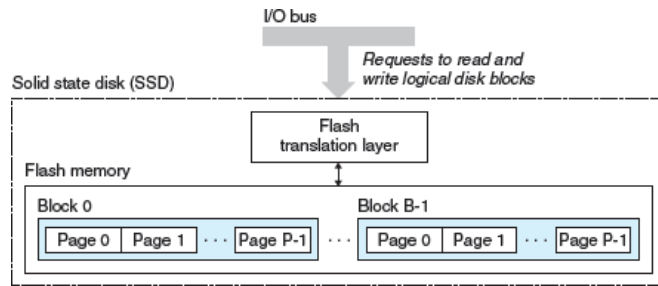 I/O bus
Requests to read and
write logical disk blocks
Solid state disk (SSD)
Flash
translation layer
Flash memory
Block 0 Block B-1
Page 0 Page 1 ··· Page P-1 ··· Page 0 Page 1 ··· Page P-1